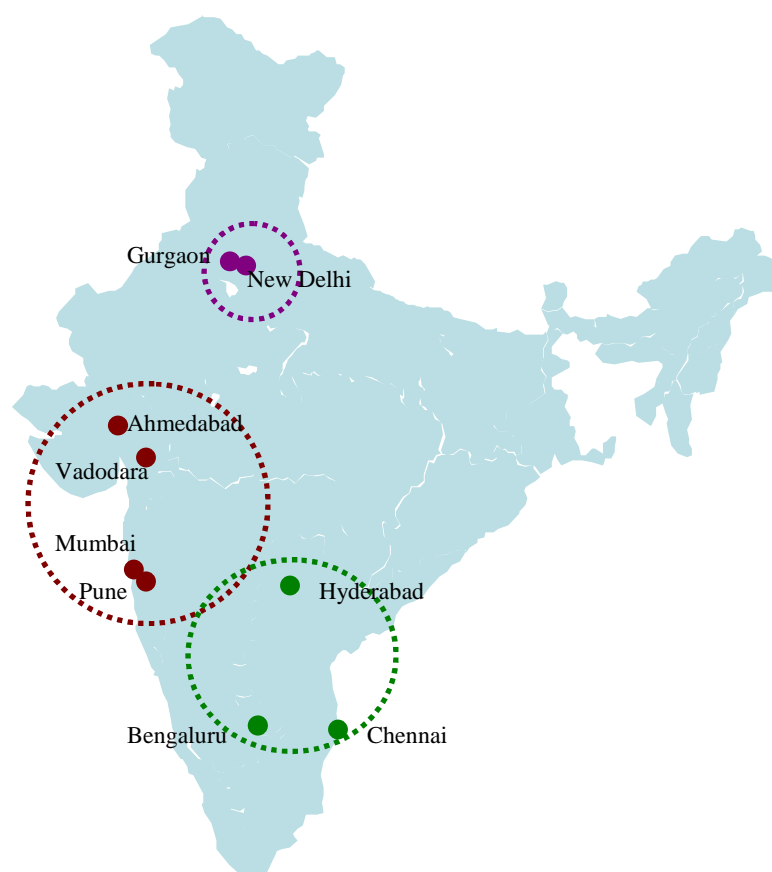 Gurgaon
New Delhi
Ahmedabad
Vadodara
Mumbai
Pune
Hyderabad
Bengaluru
Chennai